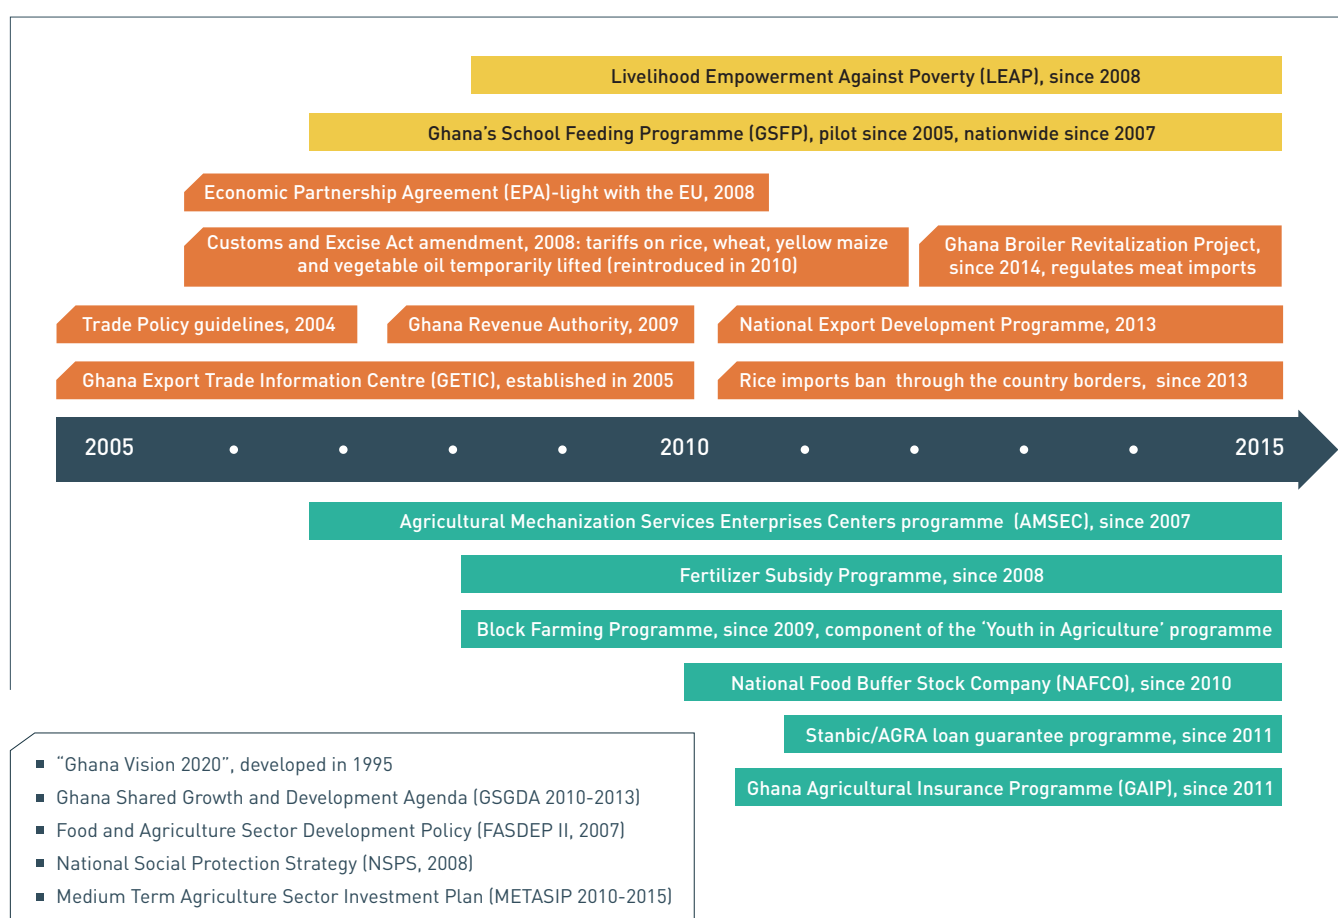 Livelihood Empowerment Against Poverty (LEAP), since 2008
Ghana's School Feeding Programme (GSFP), pilot since 2005, nationwide since 2007
Economic Partnership Agreement (EPA)-light with the EU, 2008
Customs and Excise Act amendment, 2008: tariffs on rice, wheat, yellow maize
and vegetable oil temporarily lifted (reintroduced in 2010)
Ghana Broiler Revitalization Project,
since 2014, regulates meat imports
Trade Policy guidelines, 2004
Ghana Revenue Authority, 2009
National Export Development Programme, 2013
Ghana Export Trade Information Centre (GETIC), established in 2005
Rice imports ban through the country borders, since 2013
2005 2010 2015
Agricultural Mechanization Services Enterprises Centers programme (AMSEC), since 2007
Fertilizer Subsidy Programme, since 2008
Block Farming Programme, since 2009, component of the ‘Youth in Agriculture’ programme
National Food Buffer Stock Company (NAFCO), since 2010
Stanbic/AGRA loan guarantee programme, since 2011
Ghana Agricultural Insurance Programme (GAIP), since 2011
“Ghana Vision 2020”, developed in 1995
Ghana Shared Growth and Development Agenda (GSGDA 2010-2013)
Food and Agriculture Sector Development Policy (FASDEP II, 2007)
National Social Protection Strategy (NSPS, 2008)
Medium Term Agriculture Sector Investment Plan (METASIP 2010-2015)